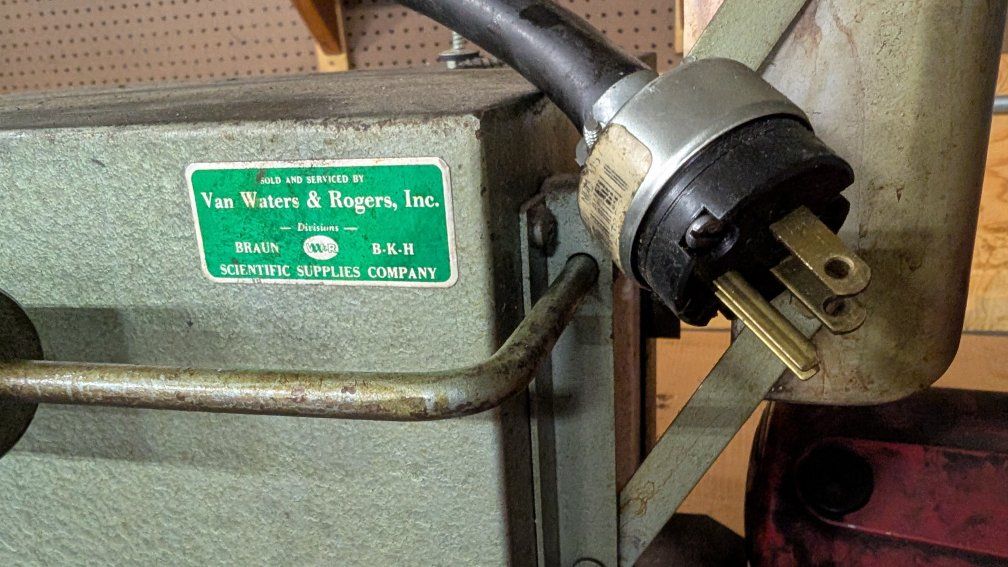 SOLD AND SERVICED BY
Van Waters & Rogers, Inc.
— Divisions —
BRAUN VW&R B-K-H
SCIENTIFIC SUPPLIES COMPANY